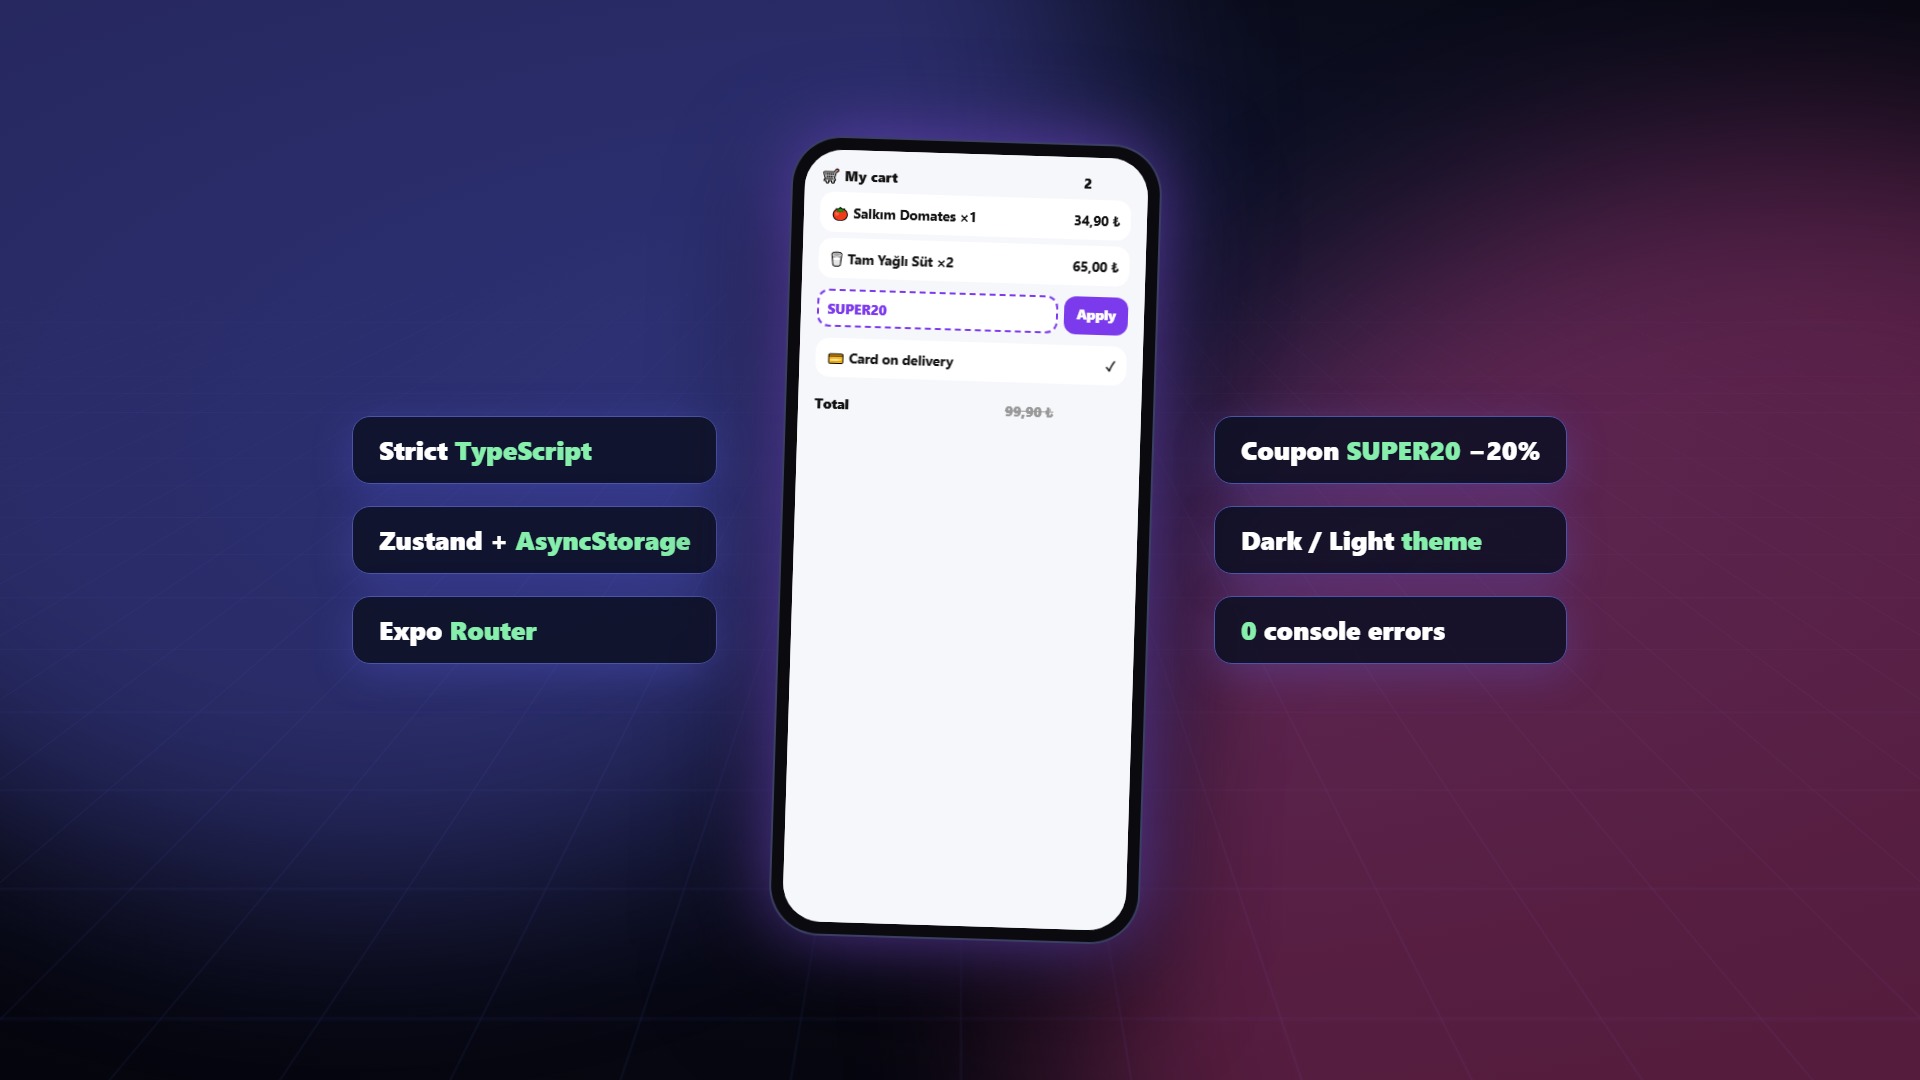 Strict TypeScript
Zustand + AsyncStorage
Expo Router
My cart 2
Salkım Domates ×1 34,90 ₺
Tam Yağlı Süt ×2 65,00 ₺
SUPER20 Apply
Card on delivery ✓
Total 99,90 ₺
Coupon SUPER20 −20%
Dark / Light theme
0 console errors